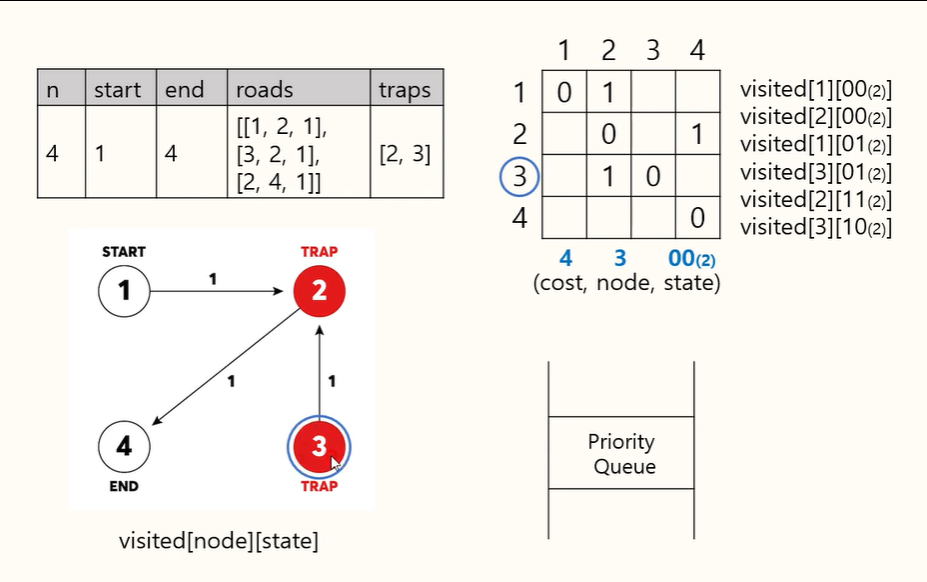 n start end roads traps
4 1 4 [[1, 2, 1], [3, 2, 1], [2, 4, 1]] [2, 3]
START
TRAP
1
1
2
1
1
4
3
END
TRAP
visited[node][state]
1 2 3 4
1 0 1
2 0 1
3 1 0
4 0
4 3 00(2)
(cost, node, state)
visited[1][00(2)]
visited[2][00(2)]
visited[1][01(2)]
visited[3][01(2)]
visited[2][11(2)]
visited[3][10(2)]
Priority
Queue